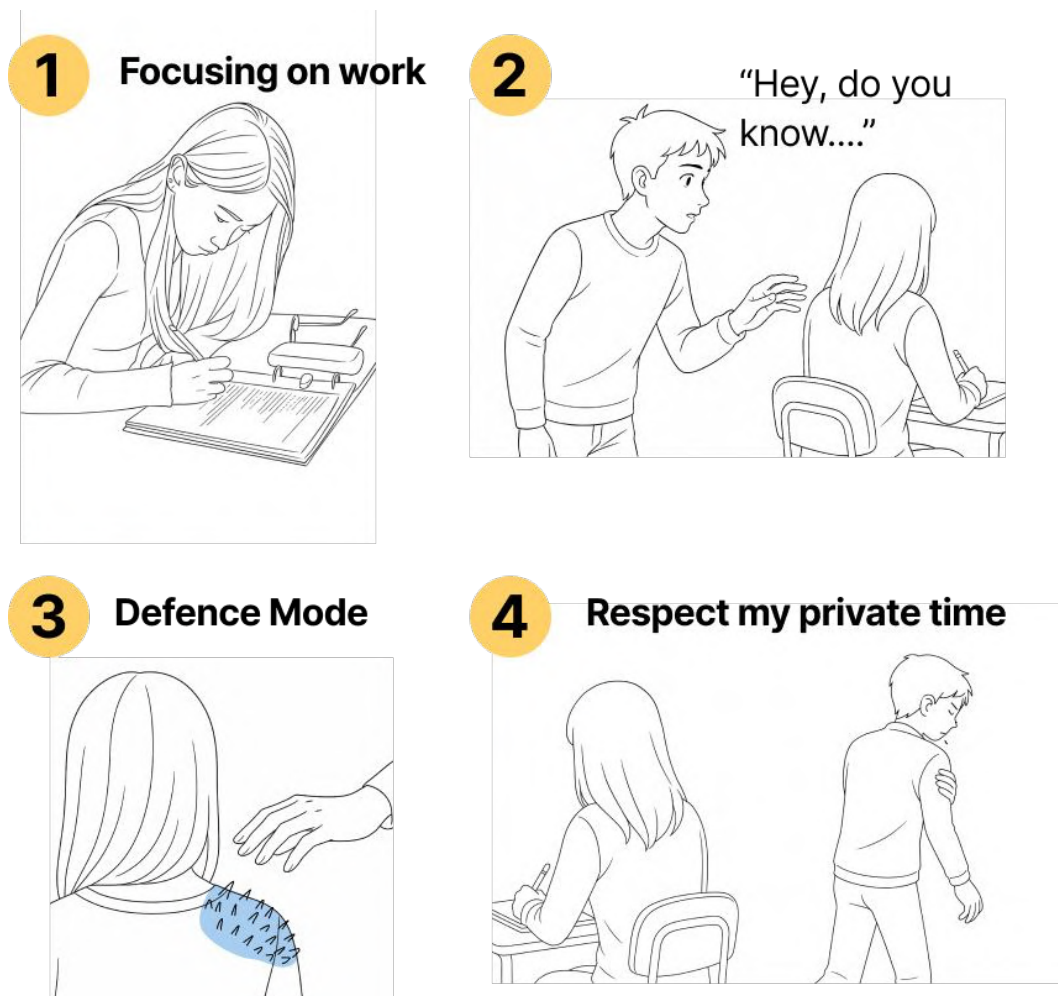 1
Focusing on work
2
“Hey, do you
know....”
3
Defence Mode
4
Respect my private time